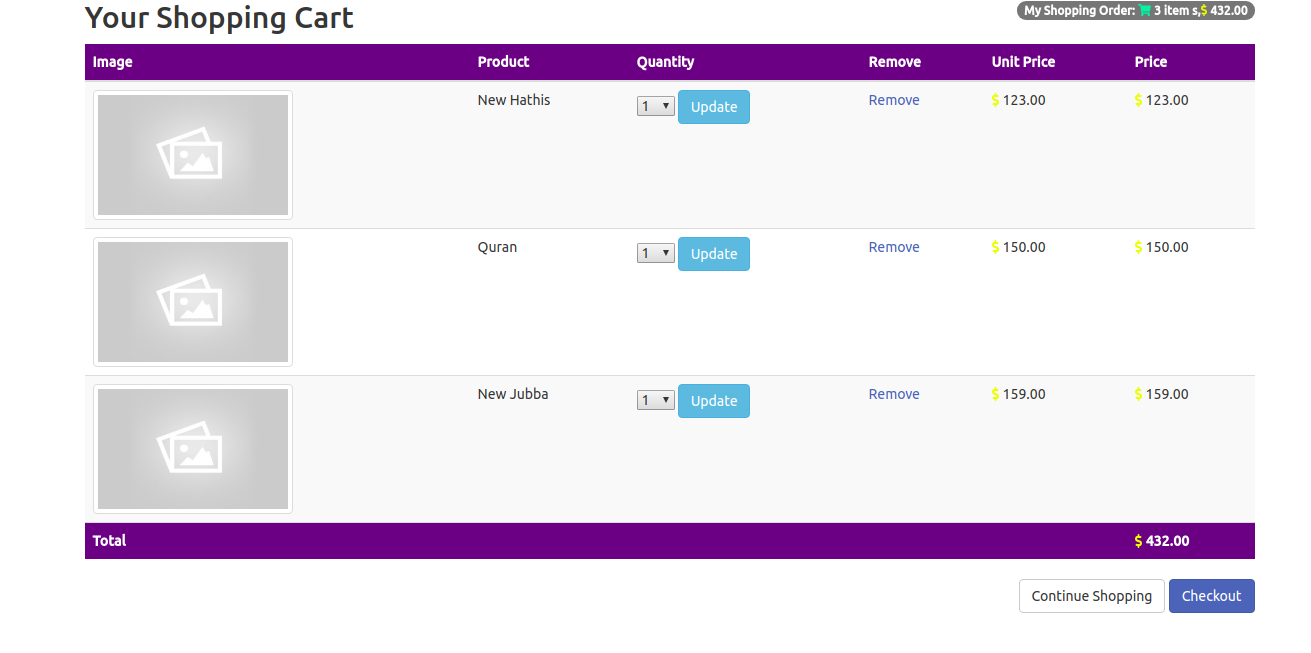 Your Shopping Cart
My Shopping Order: 3 item s,$ 432.00
Image Product Quantity Remove Unit Price Price
New Hathis 1 Update Remove $ 123.00 $ 123.00
Quran 1 Update Remove $ 150.00 $ 150.00
New Jubba 1 Update Remove $ 159.00 $ 159.00
Total $ 432.00
Continue Shopping Checkout